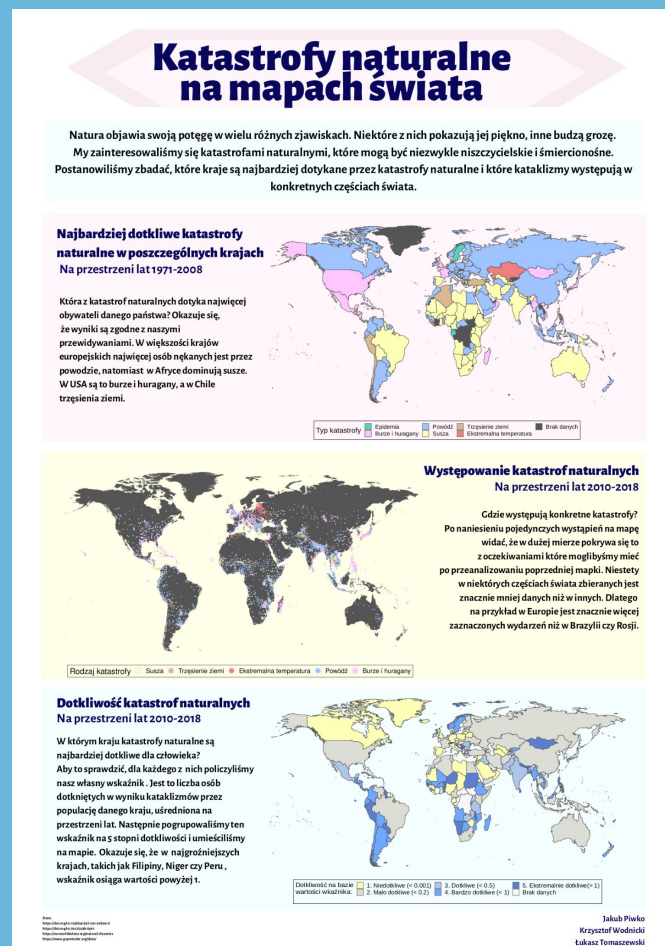 Katastrofy naturalne
na mapach świata
Natura objawia swoją potęgę w wielu różnych zjawiskach. Niektóre z nich pokazują jej piękno, inne budzą grozę.
My zainteresowaliśmy się katastrofami naturalnymi, które mogą być niezwykle niszczycielskie i śmiercionośne.
Postanowiliśmy zbadać, które kraje są najbardziej dotykane przez katastrofy naturalne i które kataklizmy występują w
konkretnych częściach świata.
Najbardziej dotkliwe katastrofy
naturalne w poszczególnych krajach
Na przestrzeni lat 1971-2008
Która z katastrof naturalnych dotyka najwięcej
obywateli danego państwa? Okazuje się,
że wyniki są zgodne z naszymi
przewidywaniami. W większości krajów
europejskich najwięcej osób nękanych jest przez
powodzie, natomiast w Afryce dominują susze.
W USA są to burze i huragany, a w Chile
trzęsienia ziemi.
Typ katastrofy
Epidemia
Powódź
Trzęsienie ziemi
Brak danych
Burze i huragany
Susza
Ekstremalna temperatura
Występowanie katastrof naturalnych
Na przestrzeni lat 2010-2018
Gdzie występują konkretne katastrofy?
Po naniesieniu pojedynczych wystąpień na mapę
widać, że w dużej mierze pokrywa się to
z oczekiwaniami które moglibyśmy mieć
po przeanalizowaniu poprzedniej mapki. Niestety
w niektórych częściach świata zbieranych jest
znacznie mniej danych niż w innych. Dlatego
na przykład w Europie jest znacznie więcej
zaznaczonych wydarzeń niż w Brazylii czy Rosji.
Rodzaj katastrofy Susza Trzęsienie ziemi Ekstremalna temperatura Powódź Burze i huragany
Dotkliwość katastrof naturalnych
Na przestrzeni lat 2010-2018
W którym kraju katastrofy naturalne są
najbardziej dotkliwe dla człowieka?
Aby to sprawdzić, dla każdego z nich policzyliśmy
nasz własny wskaźnik . Jest to liczba osób
dotkniętych w wyniku kataklizmów przez
populację danego kraju, uśredniona na
przestrzeni lat. Następnie pogrupowaliśmy ten
wskaźnik na 5 stopni dotkliwości i umieściliśmy
na mapie. Okazuje się, że w najgroźniejszych
krajach, takich jak Filipiny, Niger czy Peru ,
wskaźnik osiąga wartości powyżej 1.
Dotkliwość na bazie
wartości wkaźnika:
1. Niedotkliwe (< 0.001)
3. Dotkliwe (< 0.5)
5. Ekstremalnie dotkliwe(> 1)
2. Mało dotkliwe (< 0.2)
4. Bardzo dotkliwe (< 1)
Brak danych
Jakub Piwko
Krzysztof Wodnicki
Łukasz Tomaszewski